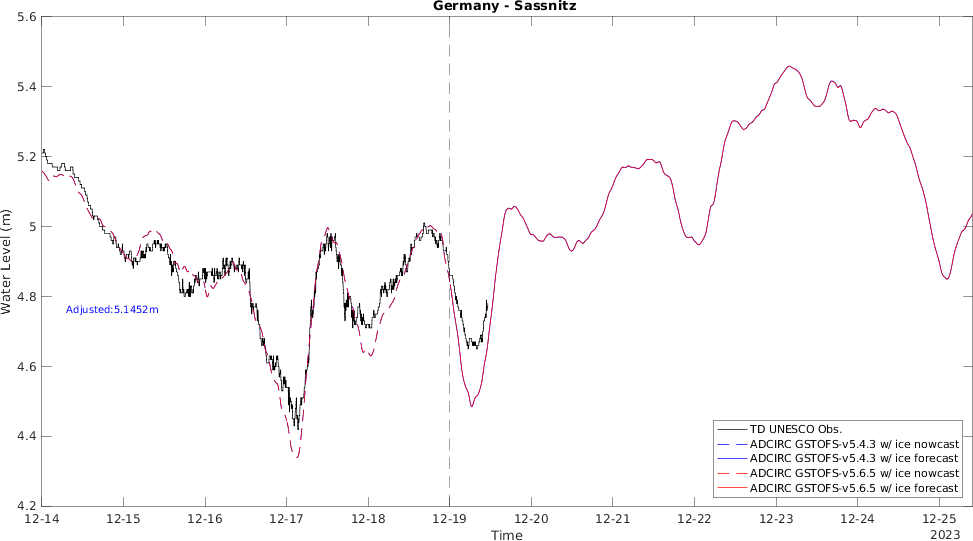 Germany - Sassnitz
5.6
5.4
5.2
5
4.8
4.6
4.4
4.2
Water Level (m)
Adjusted:5.1452m
TD UNESCO Obs.
ADCIRC GSTOFS-v5.4.3 w/ ice nowcast
ADCIRC GSTOFS-v5.4.3 w/ ice forecast
ADCIRC GSTOFS-v5.6.5 w/ ice nowcast
ADCIRC GSTOFS-v5.6.5 w/ ice forecast
12-14 12-15 12-16 12-17 12-18 12-19 12-20 12-21 12-22 12-23 12-24 12-25
Time
2023